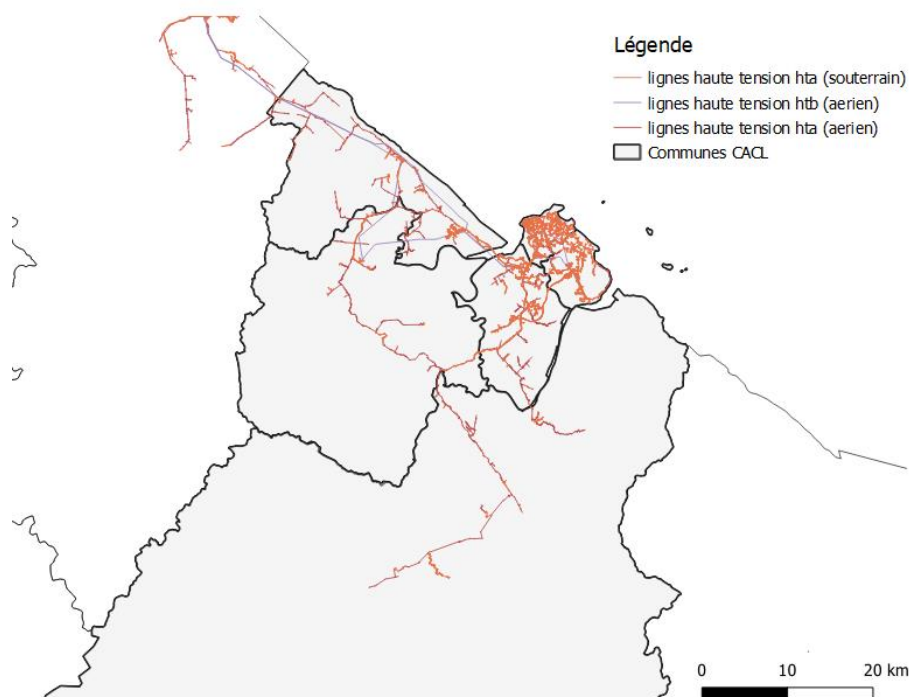 Légende
lignes haute tension hta (souterrain)
lignes haute tension htb (aerien)
lignes haute tension hta (aerien)
Communes CACL
0 10 20 km